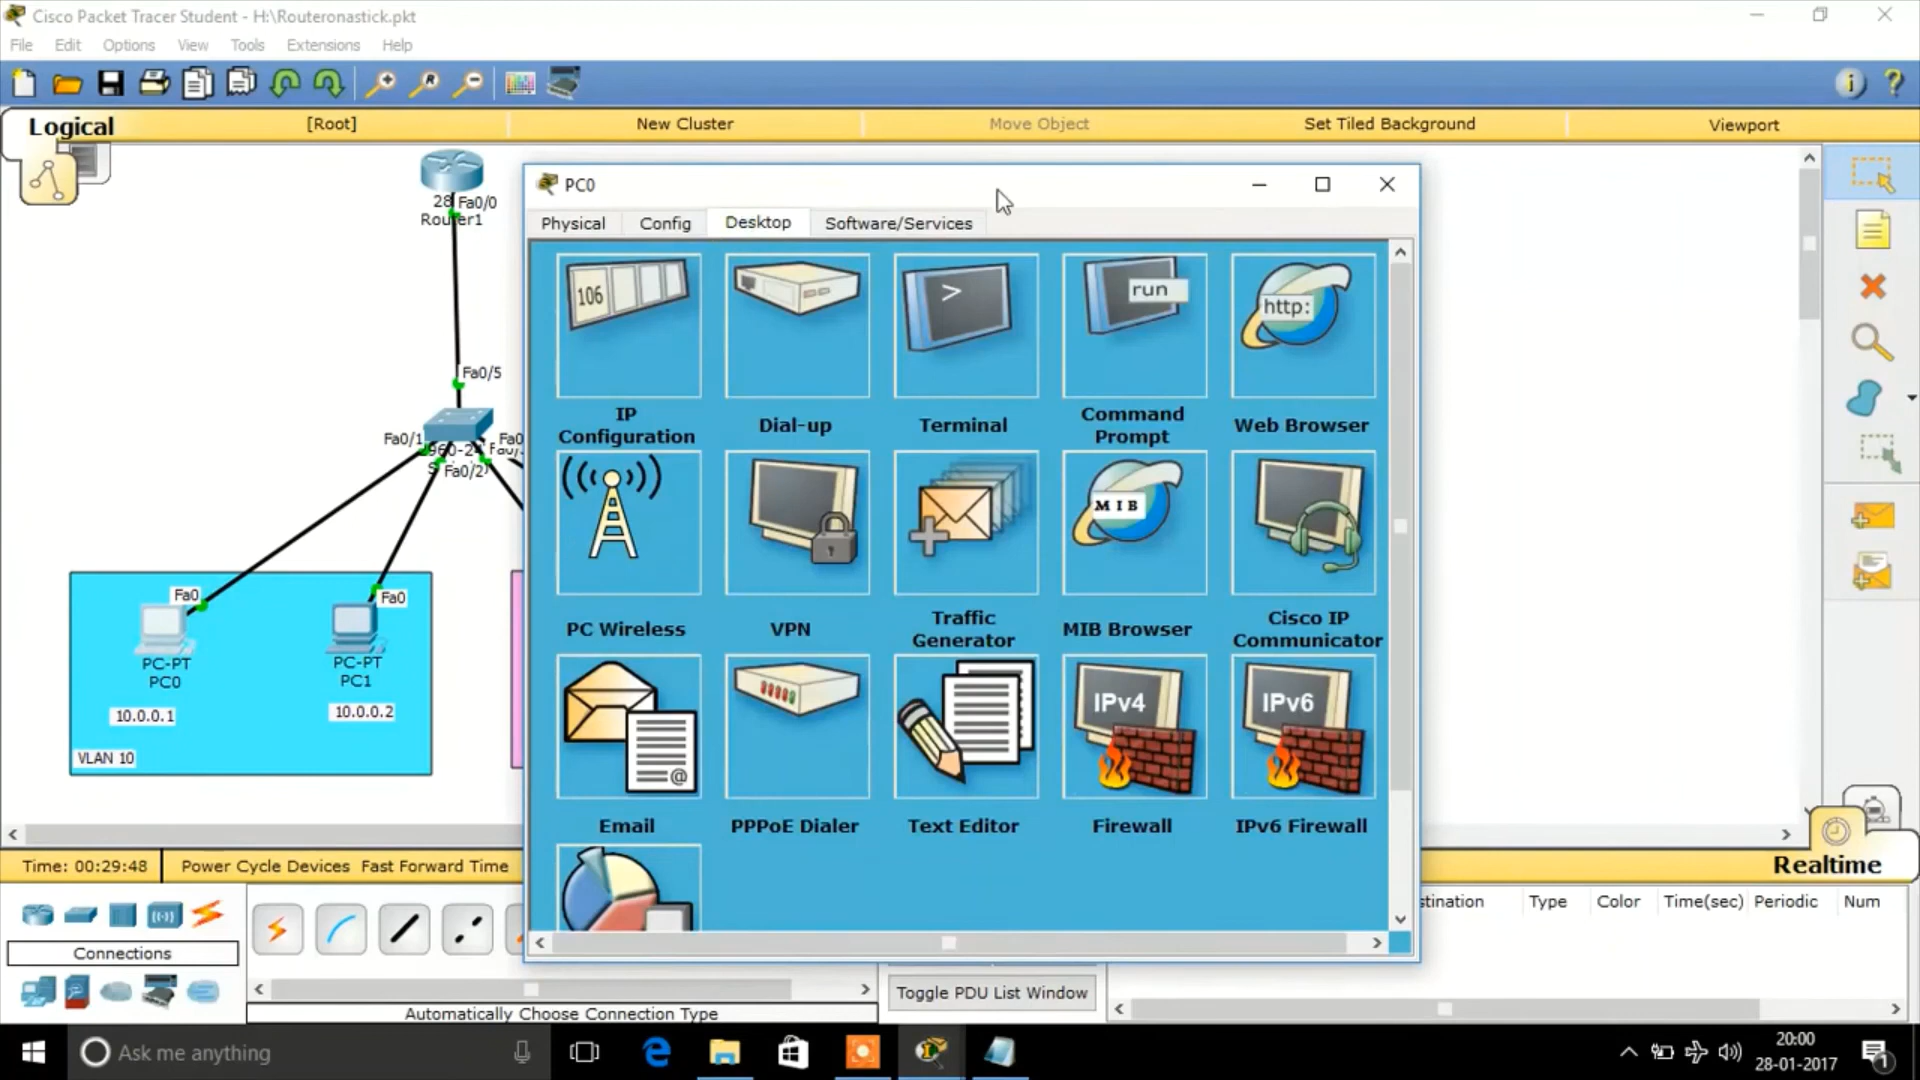 Cisco Packet Tracer Student - H:\Routeronastick.pkt
File Edit Options View Tools Extensions Help
Logical
[Root]
New Cluster
Move Object
Set Tiled Background
Viewport
Fa0/0
Router1
Fa0/5
Fa0/1
Fa0/2
Fa0
PC-PT
PC0
10.0.0.1
Fa0
PC-PT
PC1
10.0.0.2
VLAN 10
PC0
Physical Config Desktop Software/Services
106
>
run
http:
IP
Configuration
Dial-up
Terminal
Command
Prompt
Web Browser
MIB
PC Wireless
VPN
Traffic
Generator
MIB Browser
Cisco IP
Communicator
@
IPv4
IPv6
Email
PPPoE Dialer
Text Editor
Firewall
IPv6 Firewall
Time: 00:29:48
Power Cycle Devices Fast Forward Time
Realtime
Connections
Automatically Choose Connection Type
Toggle PDU List Window
Type Color Time(sec) Periodic Num
Ask me anything
20:00
28-01-2017
1